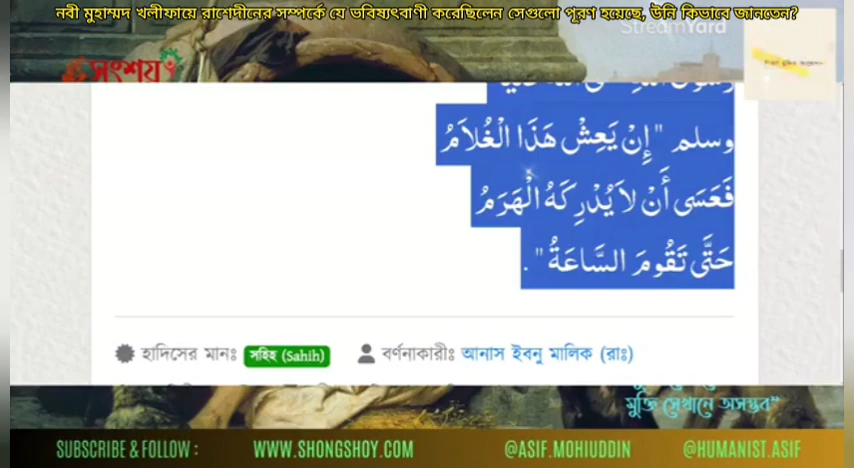 নবী মুহাম্মদ খলীফায়ে রাশেদীনের সম্পর্কে যে ভবিষ্যৎবাণী করেছিলেন সেগুলো পূরণ হয়েছে, উনি কিভাবে জানতেন?
StreamYard
সংশয়
وسلم " إِنْ يَعِشْ هَذَا الْغُلاَمُ
فَعَسَى أَنْ لاَ يُدْرِكَهُ الْهَرَمُ
حَتَّى تَقُومَ السَّاعَةُ " .
হাদিসের মানঃ সহিহ (Sahih) বর্ণনাকারীঃ আনাস ইবনু মালিক (রাঃ)
মুক্তি সেখানে অসম্ভব”
SUBSCRIBE & FOLLOW : WWW.SHONGSHOY.COM @ASIF.MOHIUDDIN @HUMANIST.ASIF